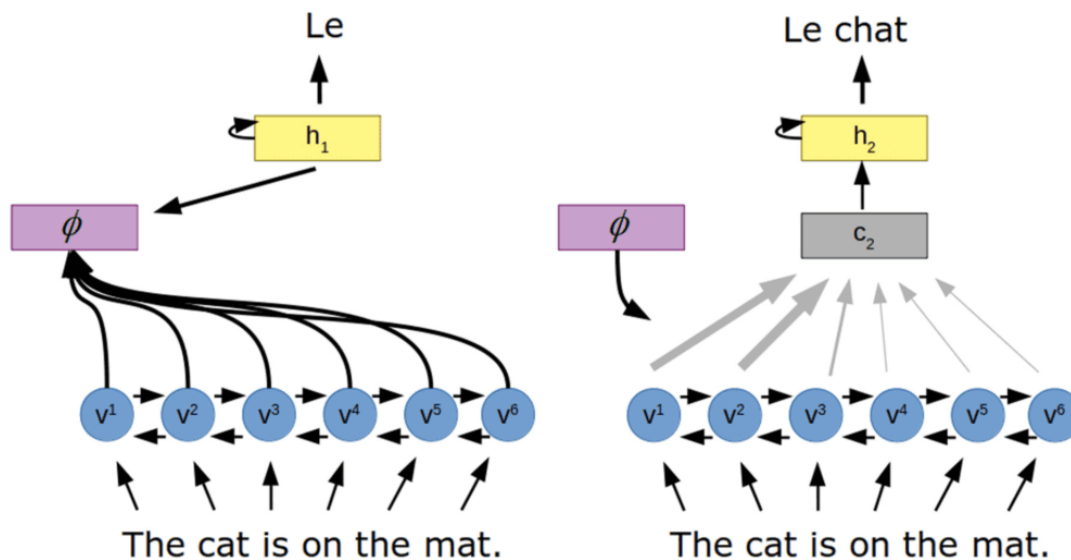 Le
h₁
ϕ
v¹ v² v³ v⁴ v⁵ v⁶
The cat is on the mat.
Le chat
h₂
ϕ
c₂
v¹ v² v³ v⁴ v⁵ v⁶
The cat is on the mat.